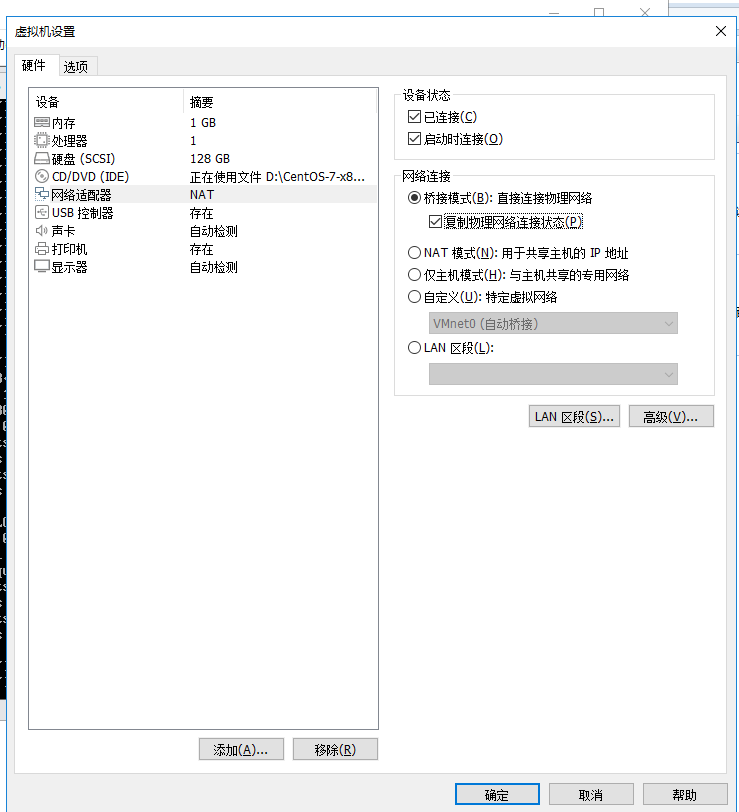 虚拟机设置
硬件 选项
设备 摘要
内存 1 GB
处理器 1
硬盘 (SCSI) 128 GB
CD/DVD (IDE) 正在使用文件 D:\CentOS-7-x8...
网络适配器 NAT
USB 控制器 存在
声卡 自动检测
打印机 存在
显示器 自动检测
添加(A)... 移除(R)
设备状态
已连接(C)
启动时连接(O)
网络连接
桥接模式(B): 直接连接物理网络
复制物理网络连接状态(P)
NAT 模式(N): 用于共享主机的 IP 地址
仅主机模式(H): 与主机共享的专用网络
自定义(U): 特定虚拟网络
VMnet0 (自动桥接)
LAN 区段(L):
LAN 区段(S)... 高级(V)...
确定 取消 帮助